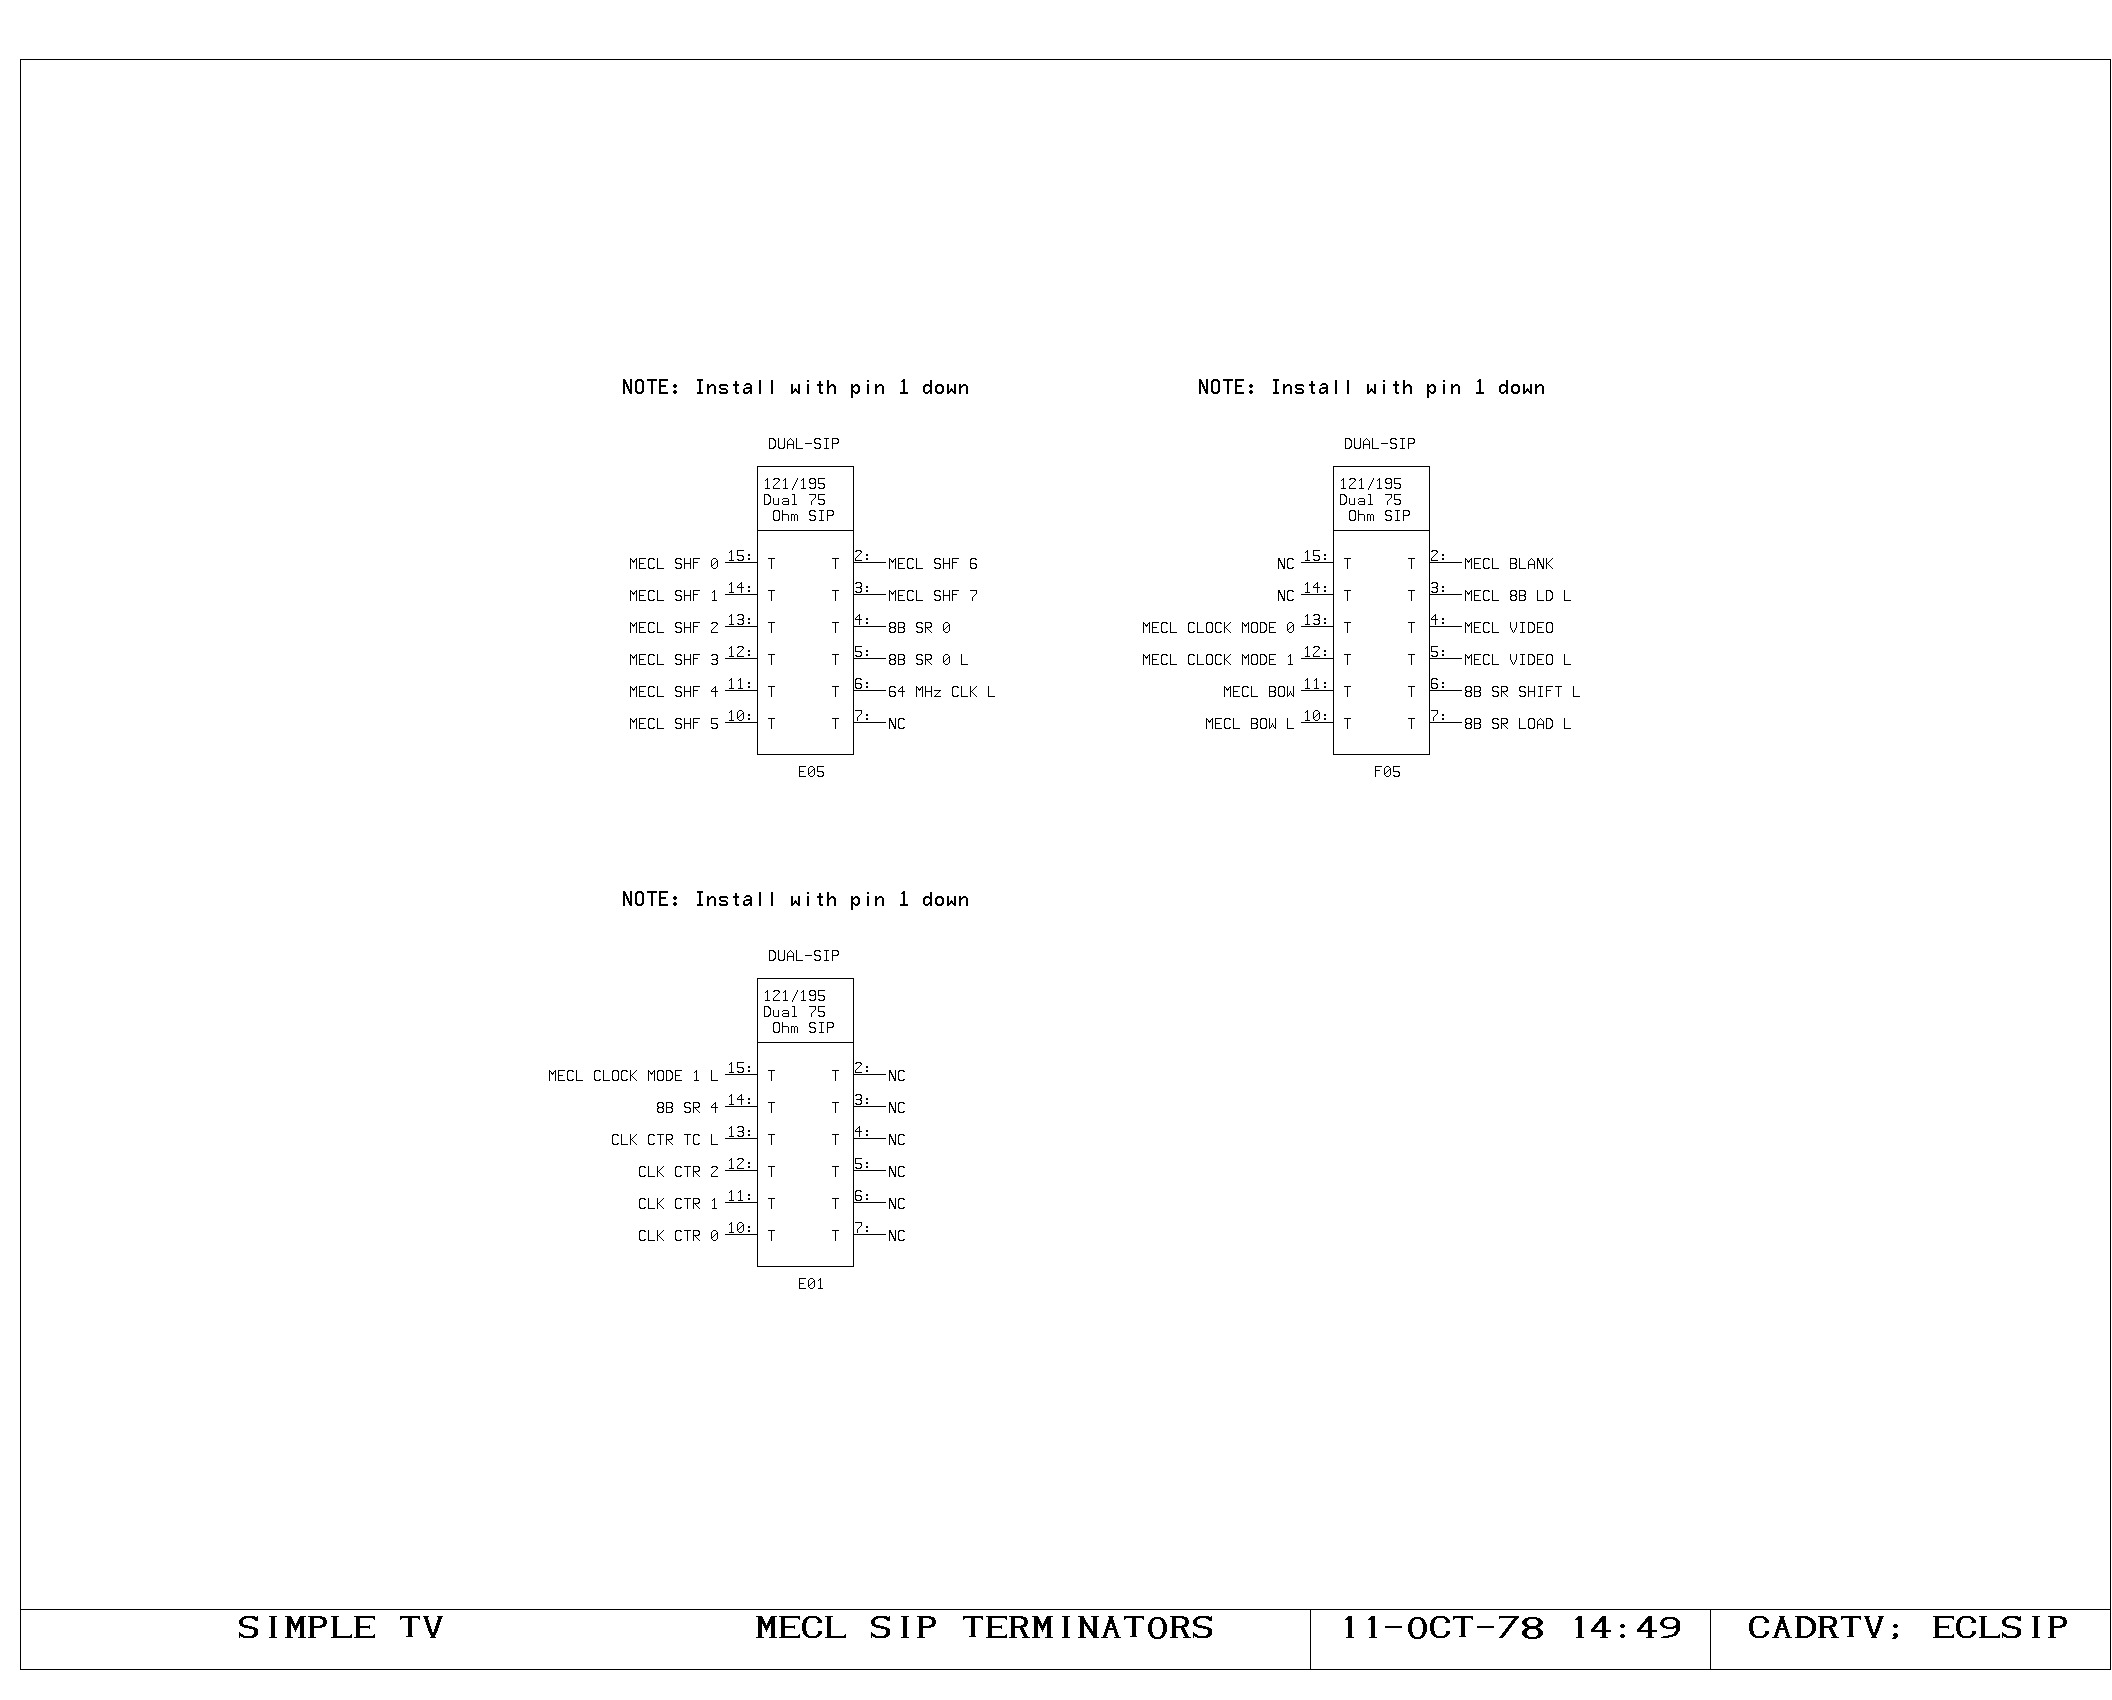 NOTE: Install with pin 1 down
DUAL-SIP
121/195
Dual 75
Ohm SIP
MECL SHF 0 15: T T 2: MECL SHF 6
MECL SHF 1 14: T T 3: MECL SHF 7
MECL SHF 2 13: T T 4: 8B SR 0
MECL SHF 3 12: T T 5: 8B SR 0 L
MECL SHF 4 11: T T 6: 64 MHz CLK L
MECL SHF 5 10: T T 7: NC
E05
NOTE: Install with pin 1 down
DUAL-SIP
121/195
Dual 75
Ohm SIP
NC 15: T T 2: MECL BLANK
NC 14: T T 3: MECL 8B LD L
MECL CLOCK MODE 0 13: T T 4: MECL VIDEO
MECL CLOCK MODE 1 12: T T 5: MECL VIDEO L
MECL BOW 11: T T 6: 8B SR SHIFT L
MECL BOW L 10: T T 7: 8B SR LOAD L
F05
NOTE: Install with pin 1 down
DUAL-SIP
121/195
Dual 75
Ohm SIP
MECL CLOCK MODE 1 L 15: T T 2: NC
8B SR 4 14: T T 3: NC
CLK CTR TC L 13: T T 4: NC
CLK CTR 2 12: T T 5: NC
CLK CTR 1 11: T T 6: NC
CLK CTR 0 10: T T 7: NC
E01
SIMPLE TV
MECL SIP TERMINATORS
11-OCT-78 14:49
CADRTV; ECLSIP